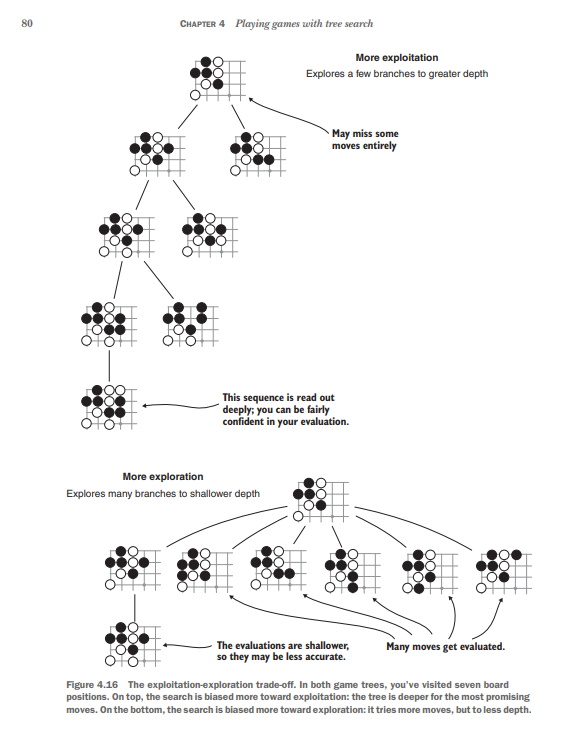 80
CHAPTER 4 Playing games with tree search
More exploitation
Explores a few branches to greater depth
May miss some
moves entirely
This sequence is read out
deeply; you can be fairly
confident in your evaluation.
More exploration
Explores many branches to shallower depth
The evaluations are shallower,
so they may be less accurate.
Many moves get evaluated.
Figure 4.16 The exploitation-exploration trade-off. In both game trees, you've visited seven board
positions. On top, the search is biased more toward exploitation: the tree is deeper for the most promising
moves. On the bottom, the search is biased more toward exploration: it tries more moves, but to less depth.